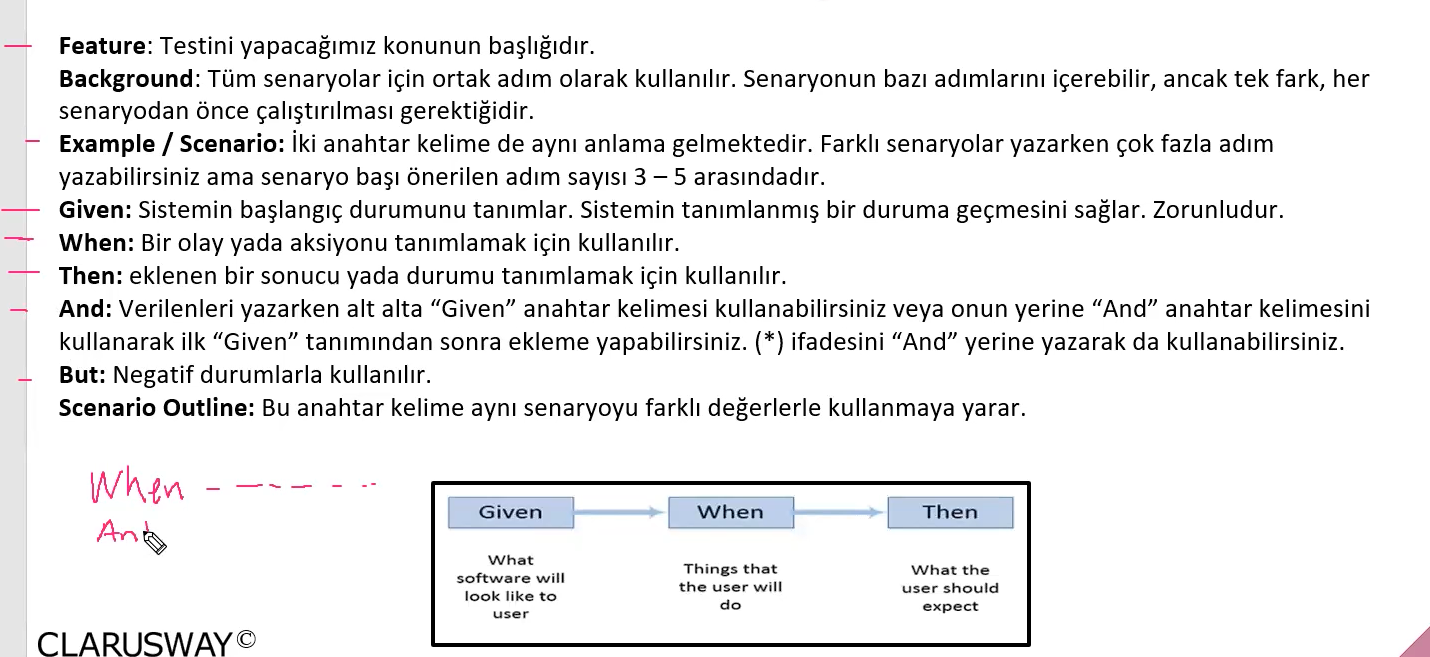 Feature: Testini yapacağımız konunun başlığıdır.
Background: Tüm senaryolar için ortak adım olarak kullanılır. Senaryonun bazı adımlarını içerebilir, ancak tek fark, her
senaryodan önce çalıştırılması gerektiğidir.
Example / Scenario: İki anahtar kelime de aynı anlama gelmektedir. Farklı senaryolar yazarken çok fazla adım
yazabilirsiniz ama senaryo başı önerilen adım sayısı 3 – 5 arasındadır.
Given: Sistemin başlangıç durumunu tanımlar. Sistemin tanımlanmış bir duruma geçmesini sağlar. Zorunludur.
When: Bir olay yada aksiyonu tanımlamak için kullanılır.
Then: eklenen bir sonucu yada durumu tanımlamak için kullanılır.
And: Verilenleri yazarken alt alta “Given” anahtar kelimesi kullanabilirsiniz veya onun yerine “And” anahtar kelimesini
kullanarak ilk “Given” tanımından sonra ekleme yapabilirsiniz. (*) ifadesini “And” yerine yazarak da kullanabilirsiniz.
But: Negatif durumlarla kullanılır.
Scenario Outline: Bu anahtar kelime aynı senaryoyu farklı değerlerle kullanmaya yarar.
When
An
Given
When
Then
What
software will
look like to
user
Things that
the user will
do
What the
user should
expect
CLARUSWAY©